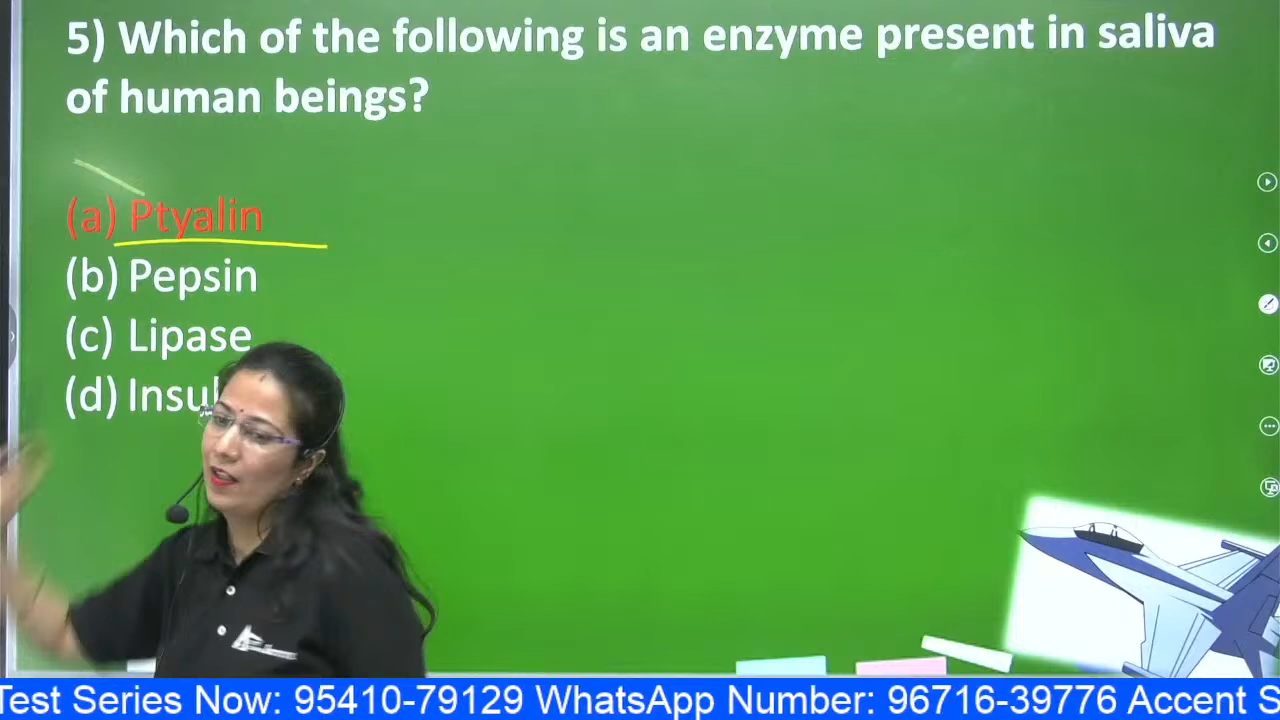 5) Which of the following is an enzyme present in saliva
of human beings?
(a) Ptyalin
(b) Pepsin
(c) Lipase
(d)
Test Series Now: 95410-79129 WhatsApp Number: 96716-39776 Accent S